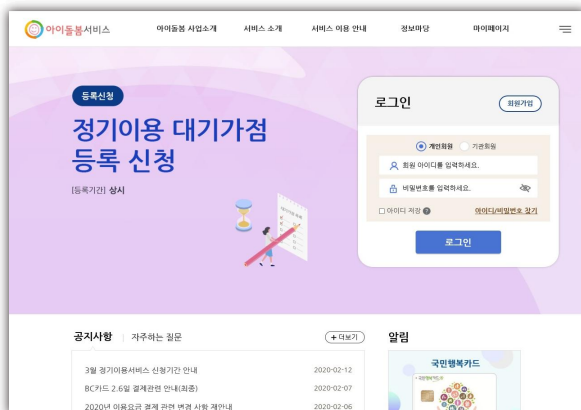 아이돌봄서비스
아이돌봄 사업소개 서비스 소개 서비스 이용 안내 정보마당 마이페이지
등록신청
정기이용 대기가점
등록 신청
[등록기간] 상시
로그인 회원가입
개인회원 기관회원
회원 아이디를 입력하세요.
비밀번호를 입력하세요.
아이디 저장 ? 아이디/비밀번호 찾기
로그인
공지사항 자주하는 질문 + 더보기
3월 정기이용서비스 신청기간 안내 2020-02-12
BC카드 2.6일 결제관련 안내(최종) 2020-02-07
2020년 이용요금 결제 관련 변경 사항 재안내 2020-02-06
알림
국민행복카드